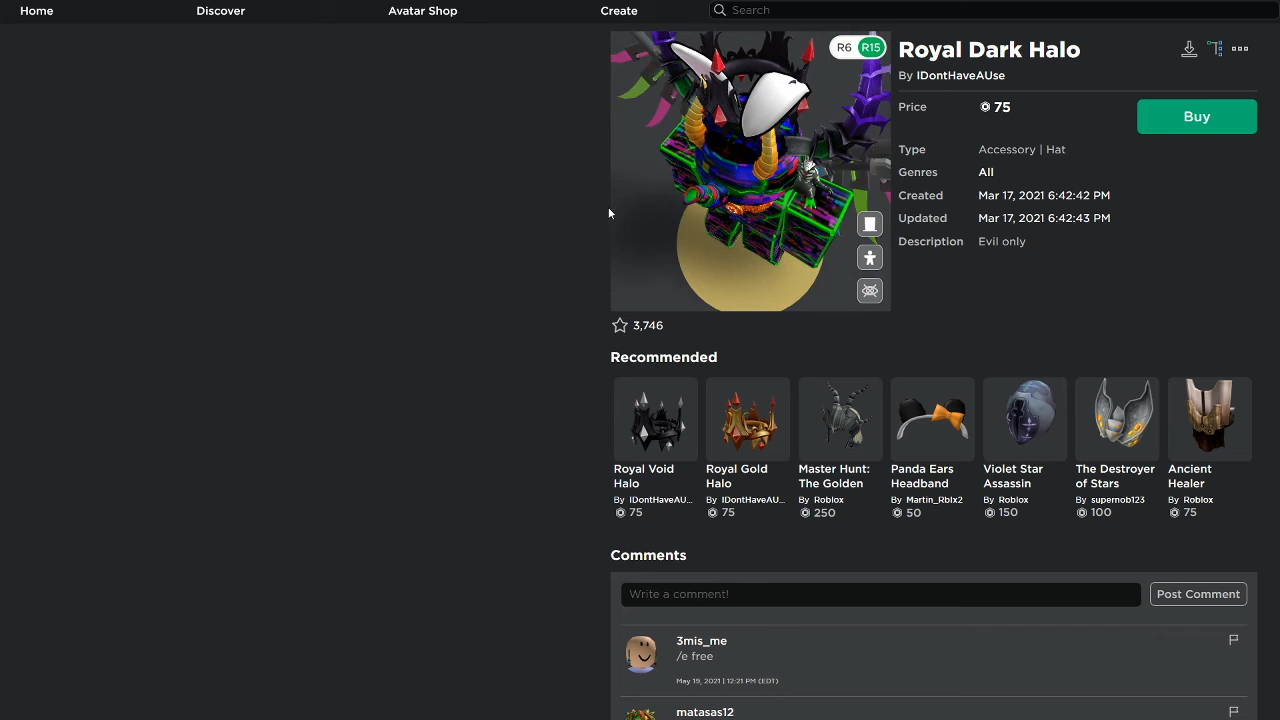 Home
Discover
Avatar Shop
Create
Search
R6
R15
Royal Dark Halo
By IDontHaveAUse
Price
75
Buy
Type
Accessory | Hat
Genres
All
Created
Mar 17, 2021 6:42:42 PM
Updated
Mar 17, 2021 6:42:43 PM
Description
Evil only
3,746
Recommended
Royal Void
Halo
By IDontHaveAU...
75
Royal Gold
Halo
By IDontHaveAU...
75
Master Hunt:
The Golden
By Roblox
250
Panda Ears
Headband
By Martin_Rblx2
50
Violet Star
Assassin
By Roblox
150
The Destroyer
of Stars
By supernob123
100
Ancient
Healer
By Roblox
75
Comments
Write a comment!
Post Comment
3mis_me
/e free
May 19, 2021 | 12:21 PM (EDT)
matasas12